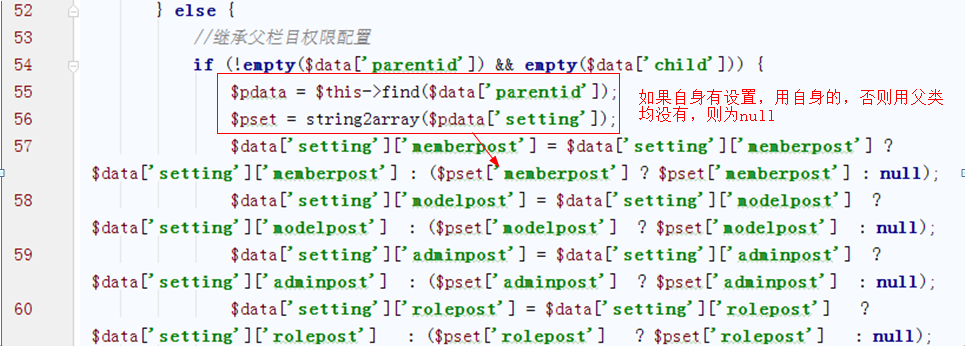 52 } else {
53 //继承父栏目权限配置
54 if (!empty($data['parentid']) && empty($data['child'])) {
55 $pdata = $this->find($data['parentid']);
56 $pset = string2array($pdata['setting']);
如果自身有设置，用自身的，否则用父类
均没有，则为null
57 $data['setting']['memberpost'] = $data['setting']['memberpost'] ?
$data['setting']['memberpost'] : ($pset['memberpost'] ? $pset['memberpost'] : null);
58 $data['setting']['modelpost'] = $data['setting']['modelpost'] ?
$data['setting']['modelpost'] : ($pset['modelpost'] ? $pset['modelpost'] : null);
59 $data['setting']['adminpost'] = $data['setting']['adminpost'] ?
$data['setting']['adminpost'] : ($pset['adminpost'] ? $pset['adminpost'] : null);
60 $data['setting']['rolepost'] = $data['setting']['rolepost'] ?
$data['setting']['rolepost'] : ($pset['rolepost'] ? $pset['rolepost'] : null);